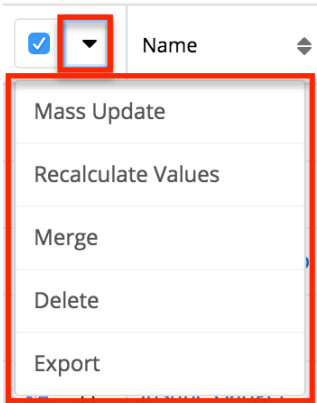 Name
Mass Update
Recalculate Values
Merge
Delete
Export